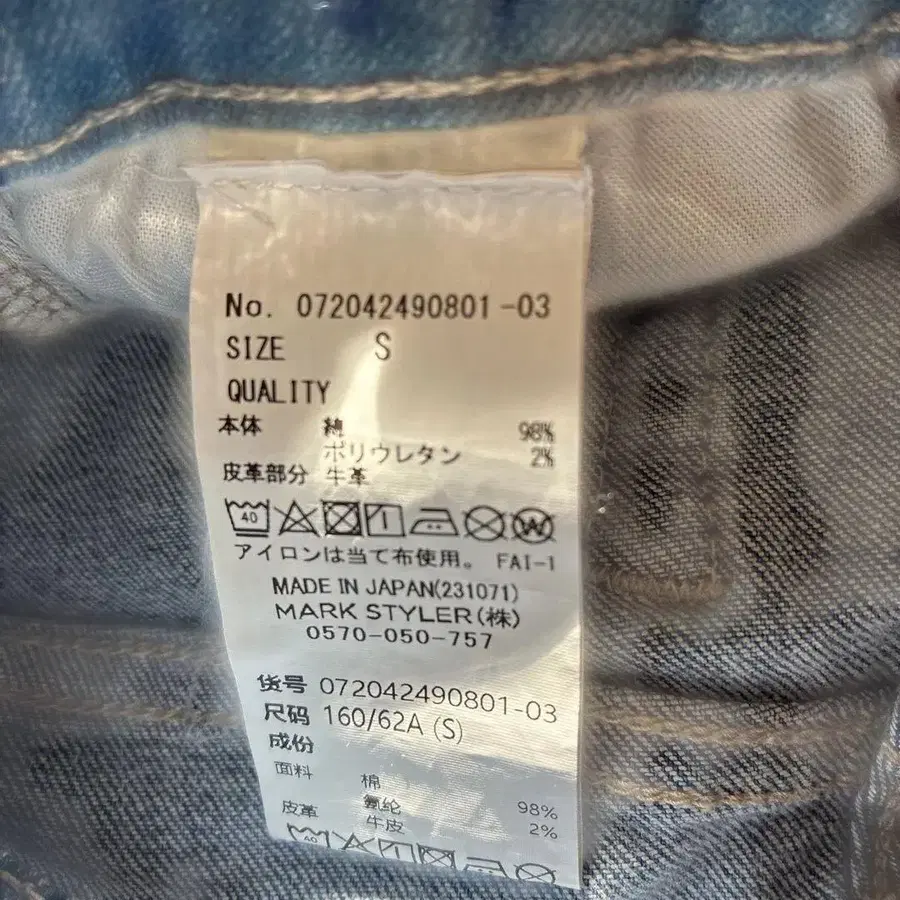 No. 072042490801-03
SIZE S
QUALITY
本体 綿 98%
ポリウレタン 2%
皮革部分 牛革
40
W
アイロンは当て布使用。 FAI-1
MADE IN JAPAN(231071)
MARK STYLER(株)
0570-050-757
货号 072042490801-03
尺码 160/62A (S)
成份
面料 棉 98%
氨纶 2%
皮革 牛皮
40